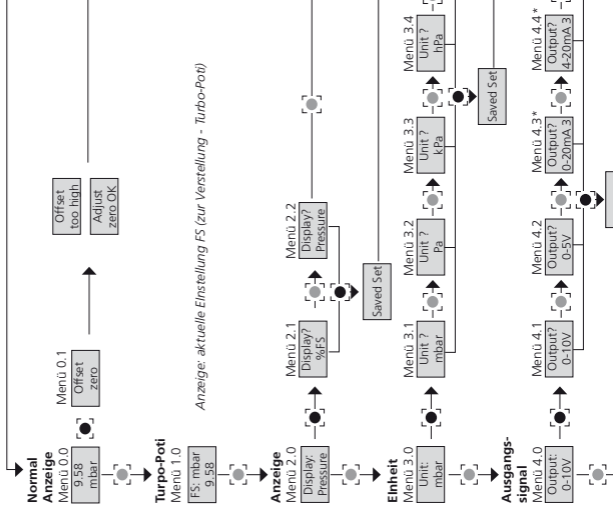 Normal
Anzeige
Menü 0.0
9.58
mbar
Menü 0.1
Offset
zero
Offset
too high
Adjust
zero OK
Turpo-Poti
Menü 1.0
FS: mbar
9.58
Anzeige: aktuelle Einstellung FS (zur Verstellung - Turbo-Poti)
Anzeige
Menü 2.0
Display:
Pressure
Menü 2.1
Display?
%FS
Menü 2.2
Display?
Pressure
Saved Set
Einheit
Menü 3.0
Unit:
mbar
Menü 3.1
Unit ?
mbar
Menü 3.2
Unit ?
Pa
Menü 3.3
Unit ?
kPa
Menü 3.4
Unit ?
hPa
Saved Set
Ausgangs-
signal
Menü 4.0
Output:
0-10V
Menü 4.1
Output?
0-10V
Menü 4.2
Output?
0-5V
Menü 4.3*
Output?
0-20mA 3
Menü 4.4*
Output?
4-20mA 3